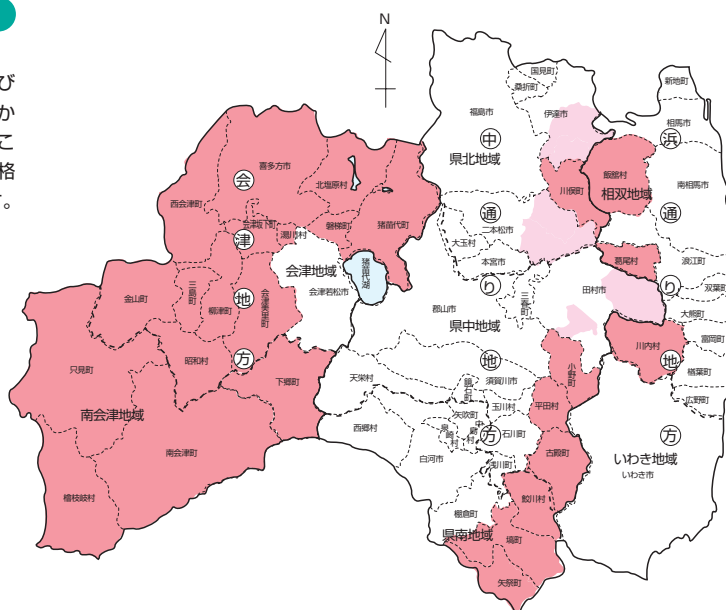 び
か
こ
格
。
N
国見町
桑折町
新地町
福島市
伊達市
相馬市
中
県北地域
浜
飯舘村
川俣町
相双地域
南相馬市
通
二本松市
大玉村
本宮市
通
葛尾村
浪江町
双葉町
会
喜多方市
北塩原村
西会津町
会津坂下町
湯川村
磐梯町
猪苗代町
津
会津地域
猪苗代湖
会津若松市
金山町
三島町
柳津町
地
会津美里町
り
三春町
田村市
り
大熊町
郡山市
県中地域
富岡町
川内村
地
楢葉町
広野町
只見町
昭和村
方
下郷町
天栄村
地
小野町
鏡石町
須賀川市
玉川村
平田村
南会津地域
西郷村
矢吹町
中島村
泉崎村
方
石川町
古殿町
方
いわき地域
いわき市
南会津町
白河市
浅川町
檜枝岐村
棚倉町
鮫川村
県南地域
塙町
矢祭町